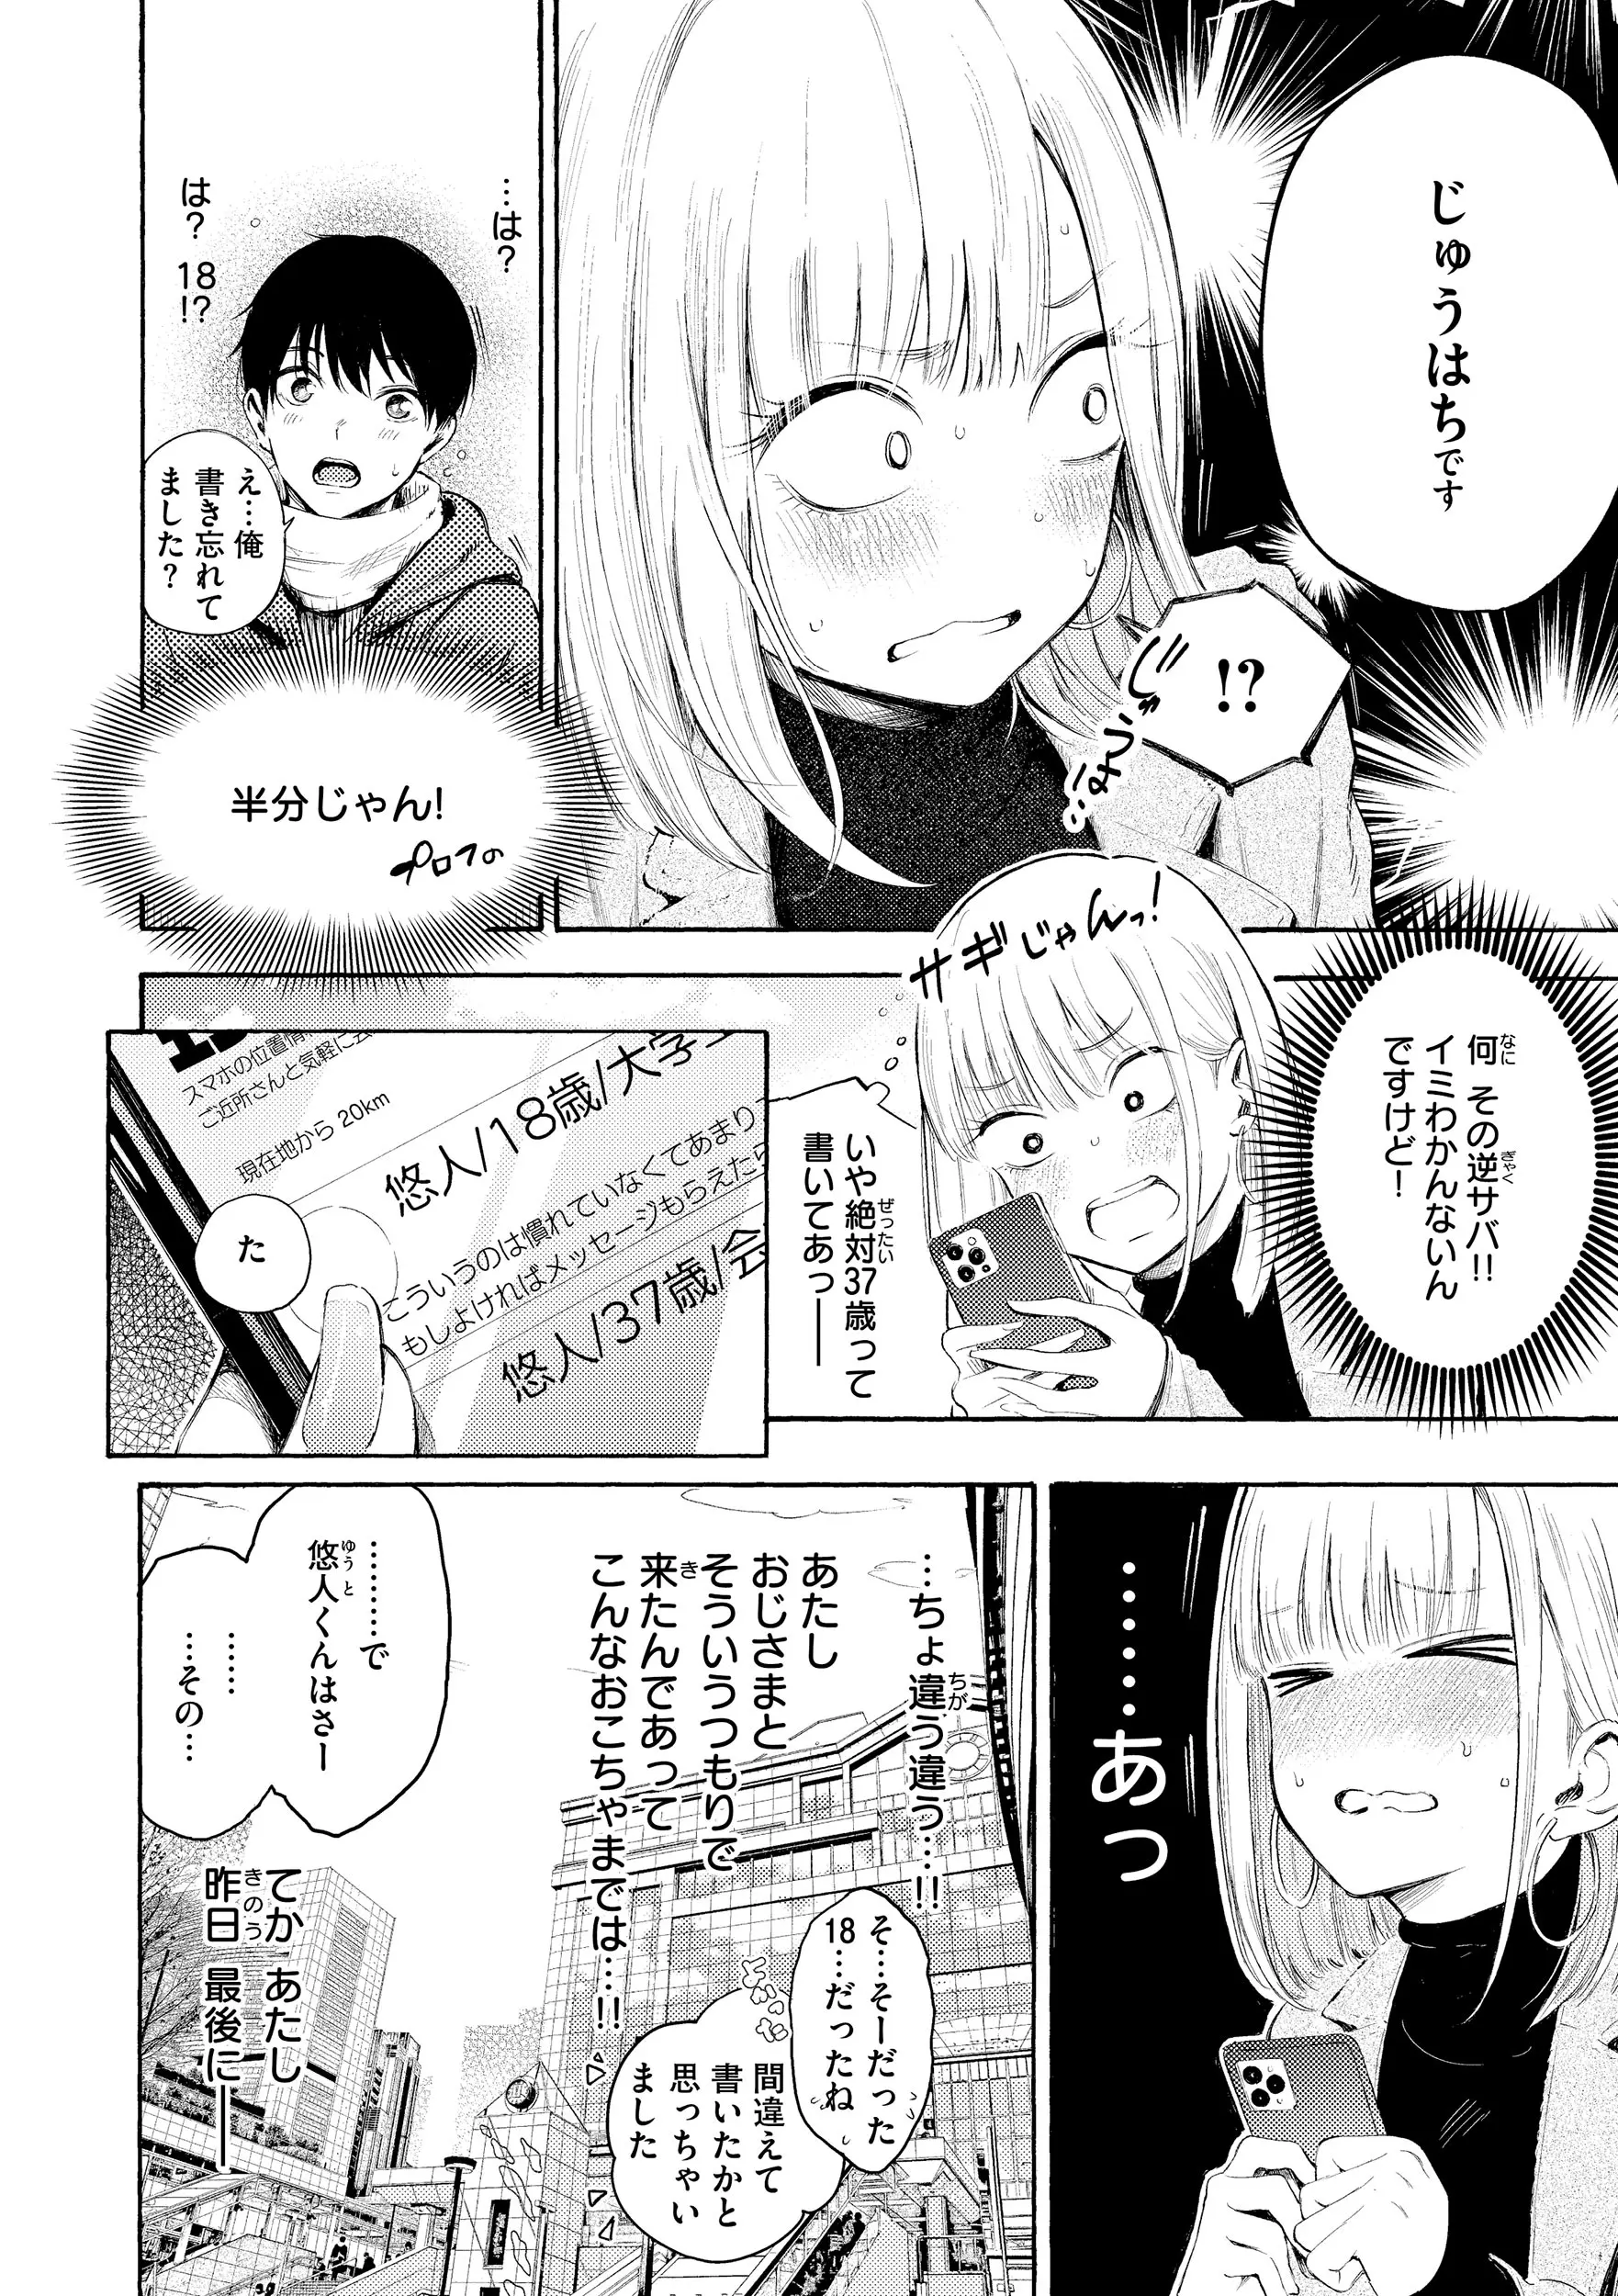 じゅうはちです
!?
じゅうは…
…は?
は?
18!?
え…俺
書き忘れて
ました?
半分じゃん!
プロフの
何 その逆サバ!!
イミわかんないん
ですけど!
サギじゃんっ!
いや絶対37歳って
書いてあっ――
スマホの位置情
ご近所さんと気軽に会
現在地から 20km
悠人/18歳/大学
こういうのは慣れていなくてあまり
もしよければメッセージもらえたら
悠人/37歳/会
た
……あっ
…ちょ違う違う…!!
あたし
おじさまと
そういうつもりで
来たんであって
こんなおこちゃまでは…!!
そ…そーだった
18…だったね
よかった
間違えて
書いたかと
思っちゃい
ました
………で
悠人くんはさー
……
…その…
てか あたし
昨日 最後に――